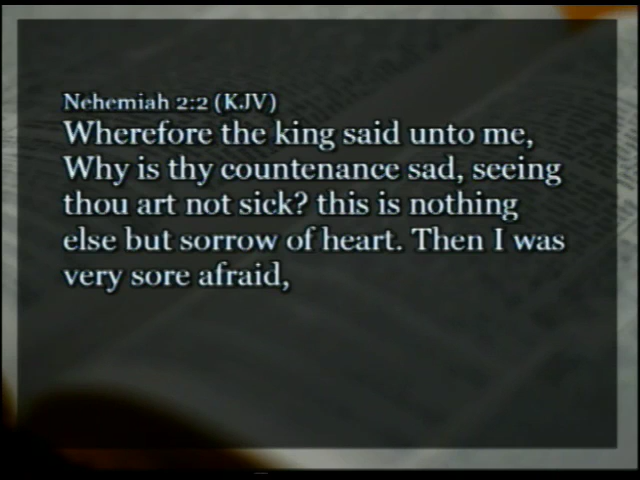 Nehemiah 2:2 (KJV)
Wherefore the king said unto me,
Why is thy countenance sad, seeing
thou art not sick? this is nothing
else but sorrow of heart. Then I was
very sore afraid,